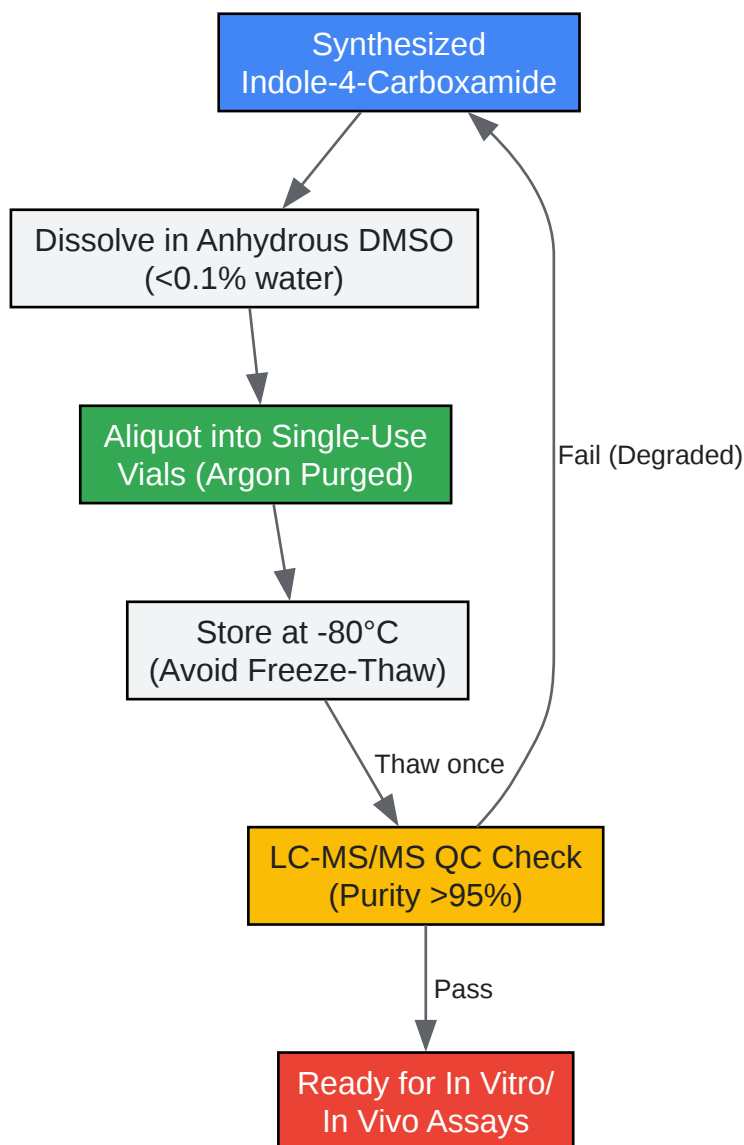 Synthesized
Indole-4-Carboxamide
Dissolve in Anhydrous DMSO
(<0.1% water)
Aliquot into Single-Use
Vials (Argon Purged)
Fail (Degraded)
Store at -80°C
(Avoid Freeze-Thaw)
Thaw once
LC-MS/MS QC Check
(Purity >95%)
Pass
Ready for In Vitro/
In Vivo Assays